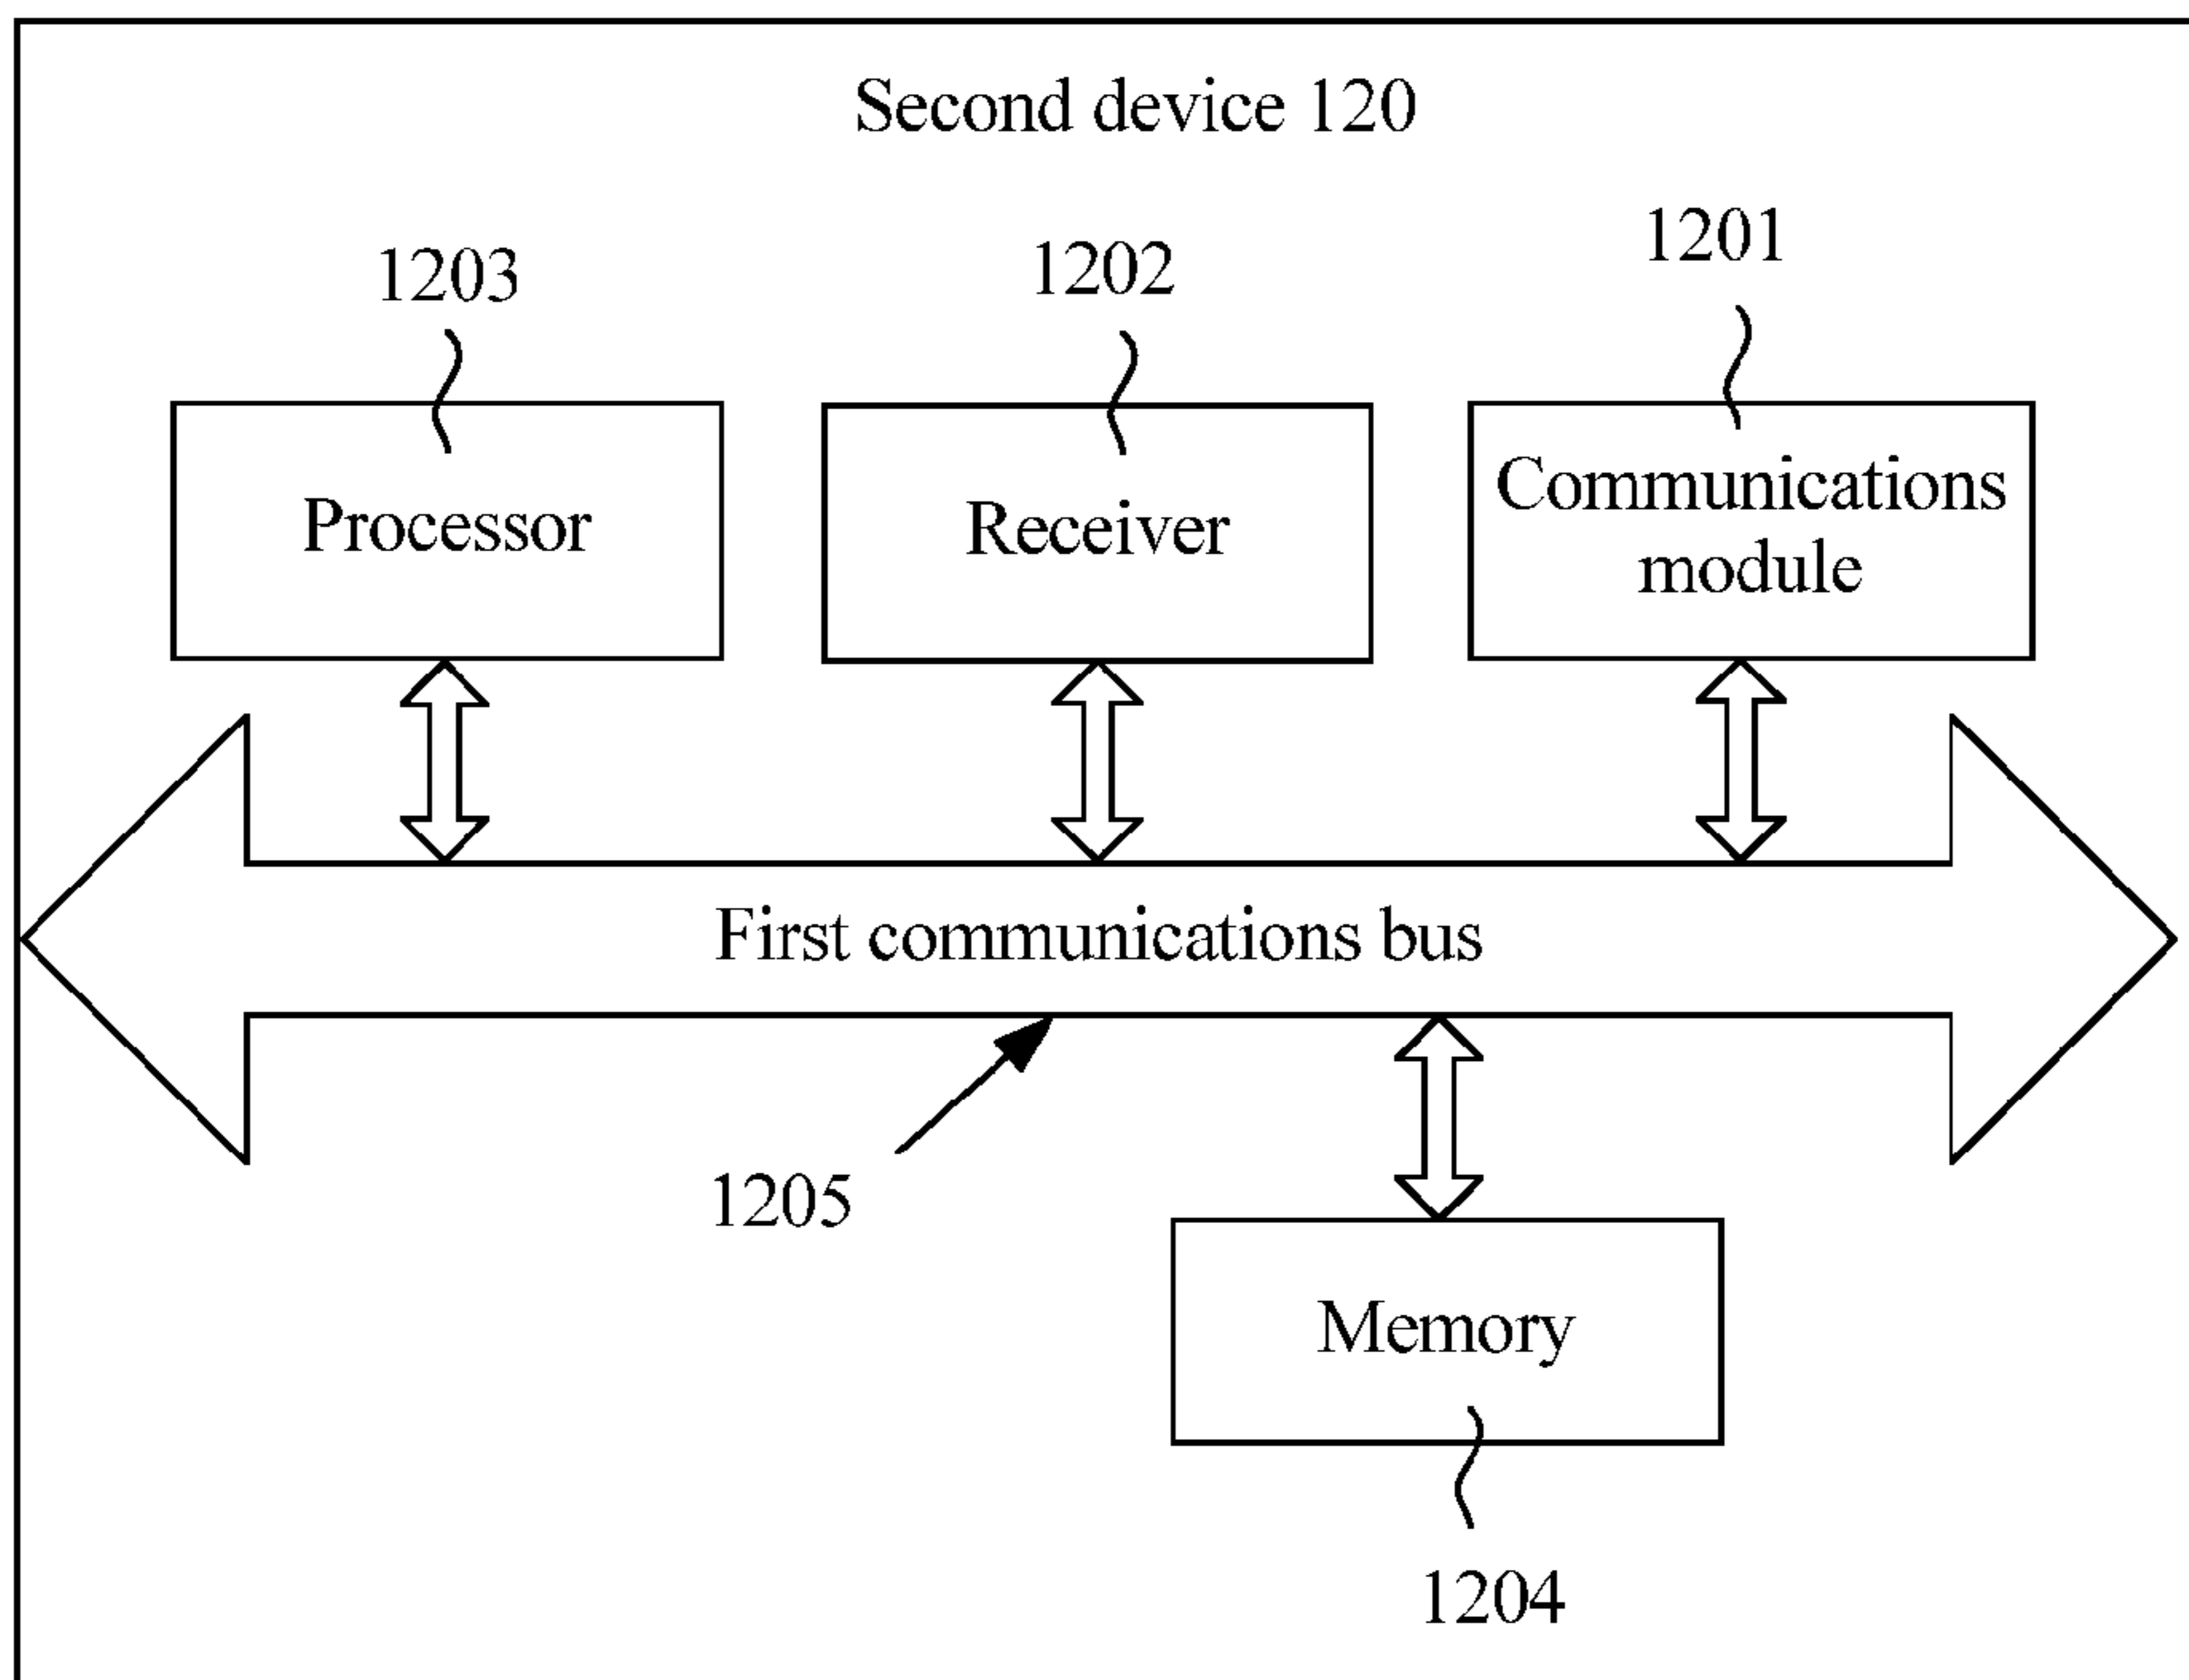 Second device 120
1203
1202
1201
Processor
Receiver
Communications
module
First communications bus
1205
Memory
1204